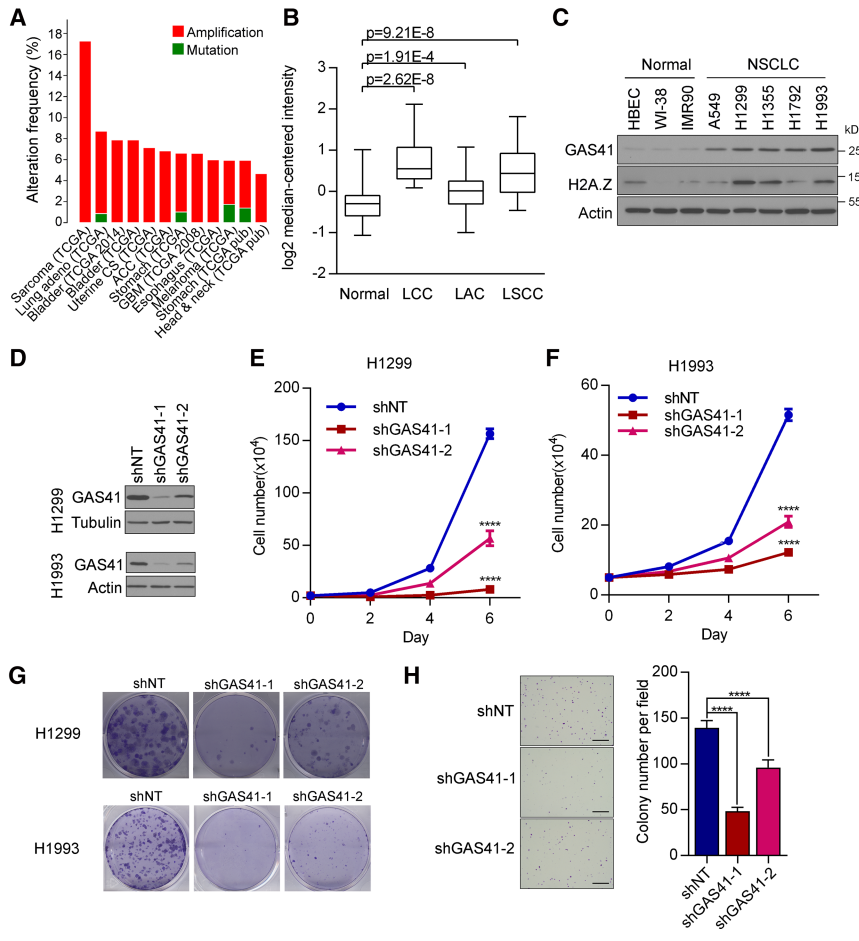 A
Alteration frequency (%)
18
16
14
12
10
8
6
4
2
0
Amplification
Mutation
Sarcoma (TCGA)
Lung adeno (TCGA)
Bladder (TCGA 2014)
Bladder (TCGA)
Uterine CS (TCGA)
ACC (TCGA)
Stomach (TCGA)
GBM (TCGA 2008)
Esophagus (TCGA)
Melanoma (TCGA)
Stomach (TCGA pub)
Head & neck (TCGA pub)
B
log2 median-centered intensity
p=9.21E-8
p=1.91E-4
p=2.62E-8
3
2
1
0
-1
-2
Normal LCC LAC LSCC
C
Normal NSCLC
HBEC
WI-38
IMR90
A549
H1299
H1355
H1792
H1993
kD
GAS41 25
H2A.Z 15
Actin 55
D
shNT
shGAS41-1
shGAS41-2
H1299
GAS41
Tubulin
H1993
GAS41
Actin
E
H1299
Cell number(x10⁴)
200
150
100
50
0
shNT
shGAS41-1
shGAS41-2
****
****
0 2 4 6
Day
F
H1993
Cell number(x10⁴)
60
40
20
0
shNT
shGAS41-1
shGAS41-2
****
****
0 2 4 6
Day
G
shNT shGAS41-1 shGAS41-2
H1299
shNT shGAS41-1 shGAS41-2
H1993
H
shNT
shGAS41-1
shGAS41-2
Colony number per field
200
150
100
50
0
****
****
shNT
shGAS41-1
shGAS41-2